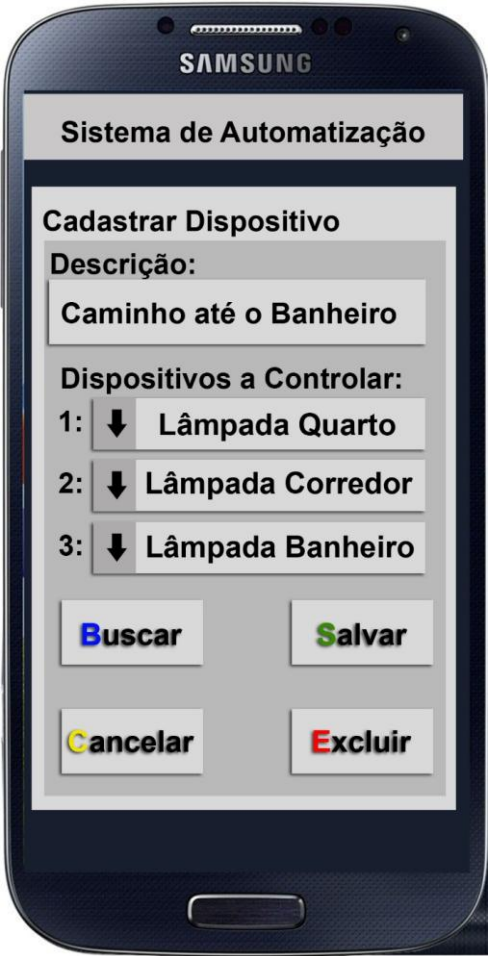 SAMSUNG
Sistema de Automatização
Cadastrar Dispositivo
Descrição:
Caminho até o Banheiro
Dispositivos a Controlar:
1: Lâmpada Quarto
2: Lâmpada Corredor
3: Lâmpada Banheiro
Buscar Salvar
Cancelar Excluir